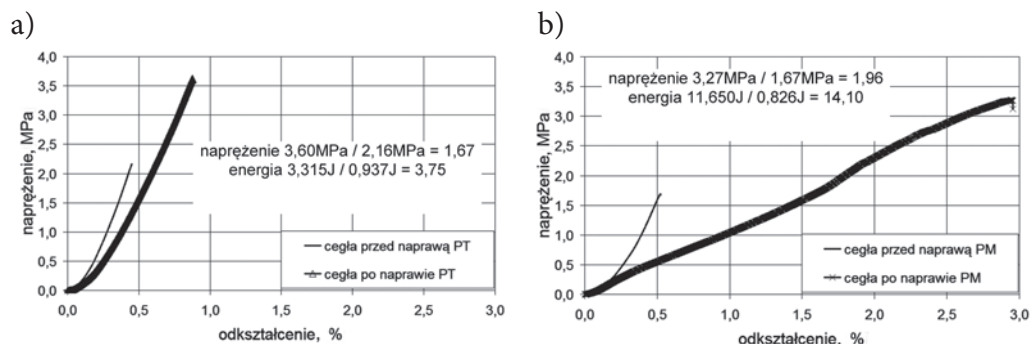 a)
4,0
3,5
3,0
2,5
2,0
1,5
1,0
0,5
0,0
naprężenie, MPa
naprężenie 3,60MPa / 2,16MPa = 1,67
energia 3,315J / 0,937J = 3,75
cegła przed naprawą PT
cegła po naprawie PT
0,0 0,5 1,0 1,5 2,0 2,5 3,0
odkształcenie, %
b)
4,0
3,5
3,0
2,5
2,0
1,5
1,0
0,5
0,0
naprężenie, MPa
naprężenie 3,27MPa / 1,67MPa = 1,96
energia 11,650J / 0,826J = 14,10
cegła przed naprawą PM
cegła po naprawie PM
0,0 0,5 1,0 1,5 2,0 2,5 3,0
odkształcenie, %